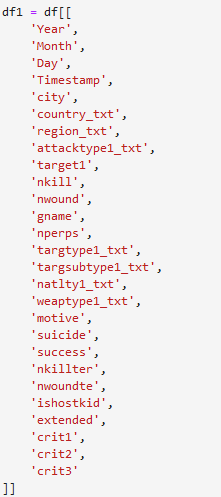 df1 = df[[
    'Year',
    'Month',
    'Day',
    'Timestamp',
    'city',
    'country_txt',
    'region_txt',
    'attacktype1_txt',
    'target1',
    'nkill',
    'nwound',
    'gname',
    'nperps',
    'targtype1_txt',
    'targsubtype1_txt',
    'natlty1_txt',
    'weaptype1_txt',
    'motive',
    'suicide',
    'success',
    'nkillter',
    'nwoundte',
    'ishostkid',
    'extended',
    'crit1',
    'crit2',
    'crit3'
]]